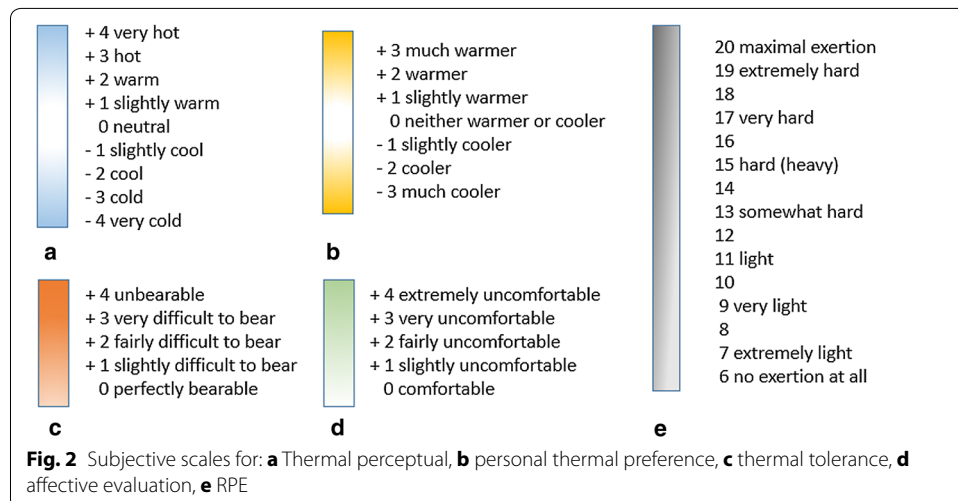 + 4 very hot
+ 3 hot
+ 2 warm
+ 1 slightly warm
0 neutral
- 1 slightly cool
- 2 cool
- 3 cold
- 4 very cold
a
+ 3 much warmer
+ 2 warmer
+ 1 slightly warmer
0 neither warmer or cooler
- 1 slightly cooler
- 2 cooler
- 3 much cooler
b
+ 4 unbearable
+ 3 very difficult to bear
+ 2 fairly difficult to bear
+ 1 slightly difficult to bear
0 perfectly bearable
c
+ 4 extremely uncomfortable
+ 3 very uncomfortable
+ 2 fairly uncomfortable
+ 1 slightly uncomfortable
0 comfortable
d
20 maximal exertion
19 extremely hard
18
17 very hard
16
15 hard (heavy)
14
13 somewhat hard
12
11 light
10
9 very light
8
7 extremely light
6 no exertion at all
e
Fig. 2 Subjective scales for: a Thermal perceptual, b personal thermal preference, c thermal tolerance, d
affective evaluation, e RPE